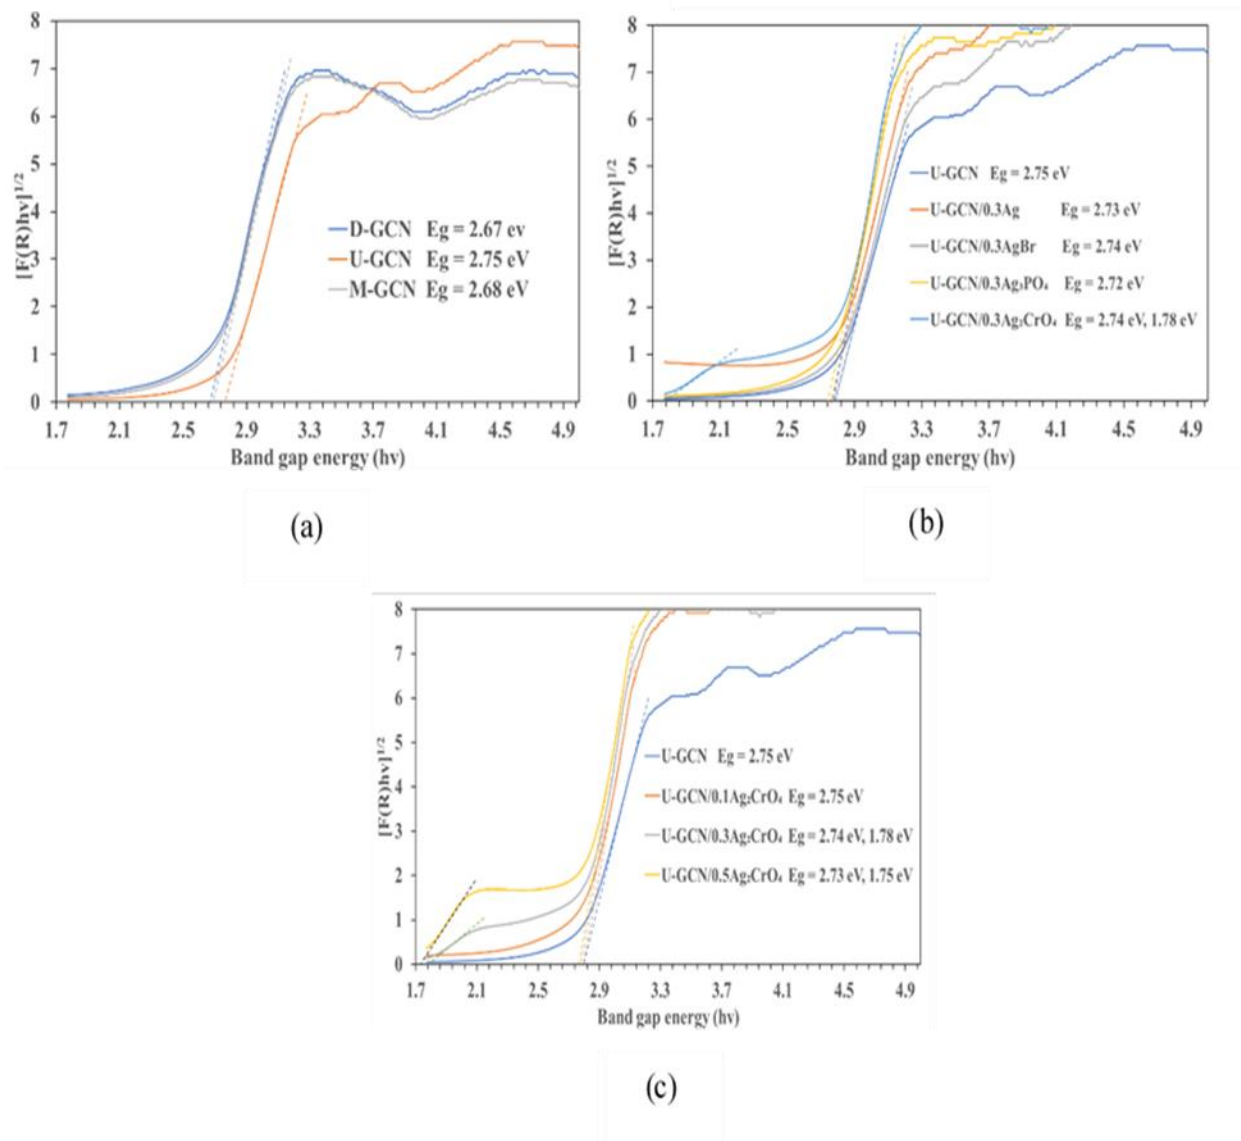 8
7
6
5
4
3
2
1
0
[F(R)hv]^1/2
D-GCN Eg = 2.67 ev
U-GCN Eg = 2.75 eV
M-GCN Eg = 2.68 eV
1.7 2.1 2.5 2.9 3.3 3.7 4.1 4.5 4.9
Band gap energy (hv)
(a)
8
7
6
5
4
3
2
1
0
[F(R)hv]^1/2
U-GCN Eg = 2.75 eV
U-GCN/0.3Ag Eg = 2.73 eV
U-GCN/0.3AgBr Eg = 2.74 eV
U-GCN/0.3Ag₃PO₄ Eg = 2.72 eV
U-GCN/0.3Ag₂CrO₄ Eg = 2.74 eV, 1.78 eV
1.7 2.1 2.5 2.9 3.3 3.7 4.1 4.5 4.9
Band gap energy (hv)
(b)
8
7
6
5
4
3
2
1
0
[F(R)hv]^1/2
U-GCN Eg = 2.75 eV
U-GCN/0.1Ag₂CrO₄ Eg = 2.75 eV
U-GCN/0.3Ag₂CrO₄ Eg = 2.74 eV, 1.78 eV
U-GCN/0.5Ag₂CrO₄ Eg = 2.73 eV, 1.75 eV
1.7 2.1 2.5 2.9 3.3 3.7 4.1 4.5 4.9
Band gap energy (hv)
(c)